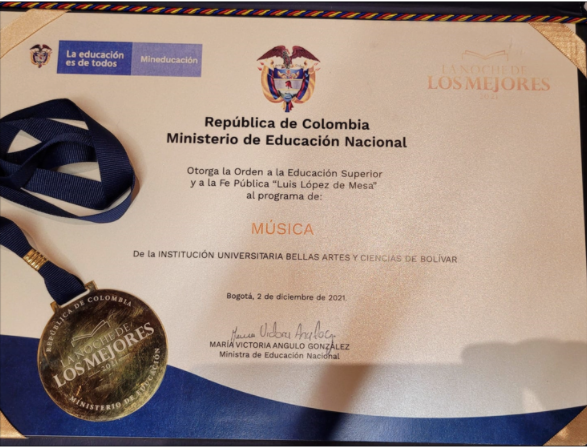 La educación
es de todos
Mineducación
LA NOCHE DE
LOS MEJORES
República de Colombia
Ministerio de Educación Nacional
Otorga la Orden a la Educación Superior
y a la Fe Pública "Luis López de Mesa"
al programa de:
MÚSICA
De la INSTITUCIÓN UNIVERSITARIA BELLAS ARTES Y CIENCIAS DE BOLÍVAR
Bogotá, 2 de diciembre de 2021
MARÍA VICTORIA ANGULO GONZÁLEZ
Ministra de Educación Nacional
REPÚBLICA DE COLOMBIA
LA NOCHE DE
LOS MEJORES
MINISTERIO DE EDUCACIÓN